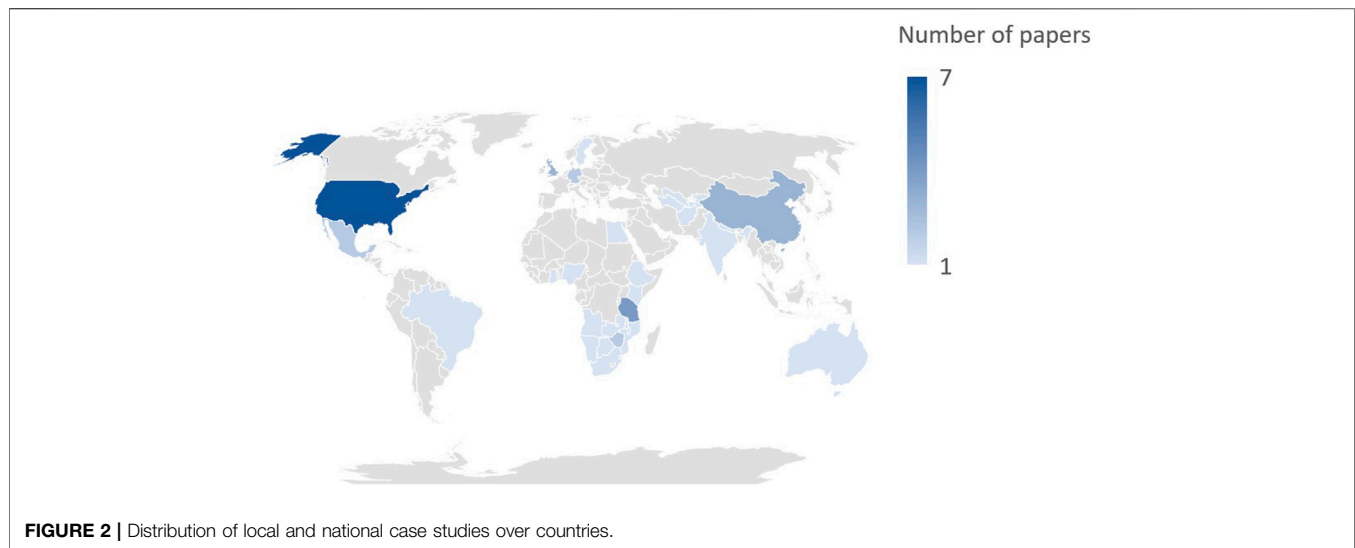 Number of papers
7
1
FIGURE 2 | Distribution of local and national case studies over countries.